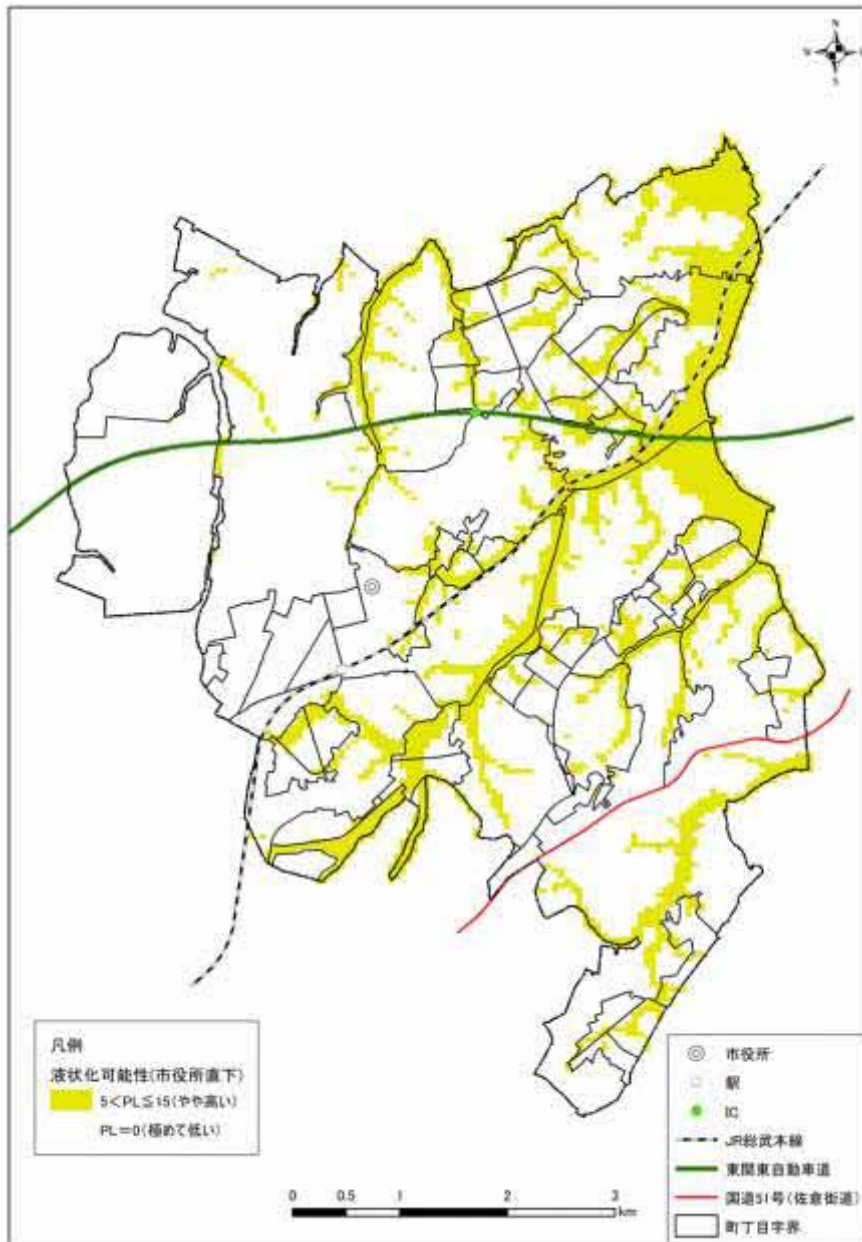 N
S
凡例
液状化可能性(市役所直下)
5<PL≦15(やや高い)
PL=0(極めて低い)
市役所
駅
IC
JR総武本線
東関東自動車道
国道51号(佐倉街道)
町丁目字界
0 0.5 1 2 3
km